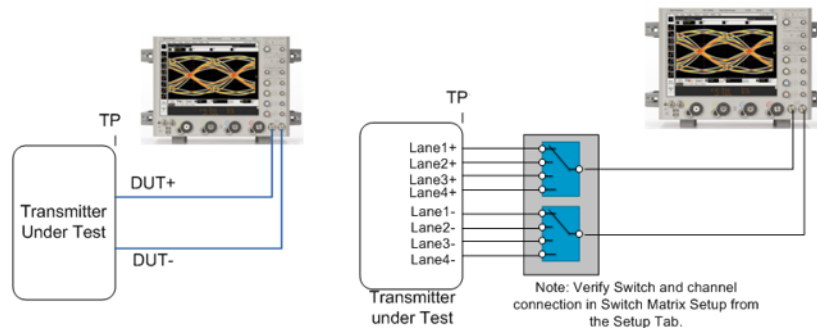 TP
DUT+
Transmitter
Under Test
DUT-
TP
Lane1+
Lane2+
Lane3+
Lane4+
Lane1-
Lane2-
Lane3-
Lane4-
Transmitter
under Test
Note: Verify Switch and channel
connection in Switch Matrix Setup from
the Setup Tab.